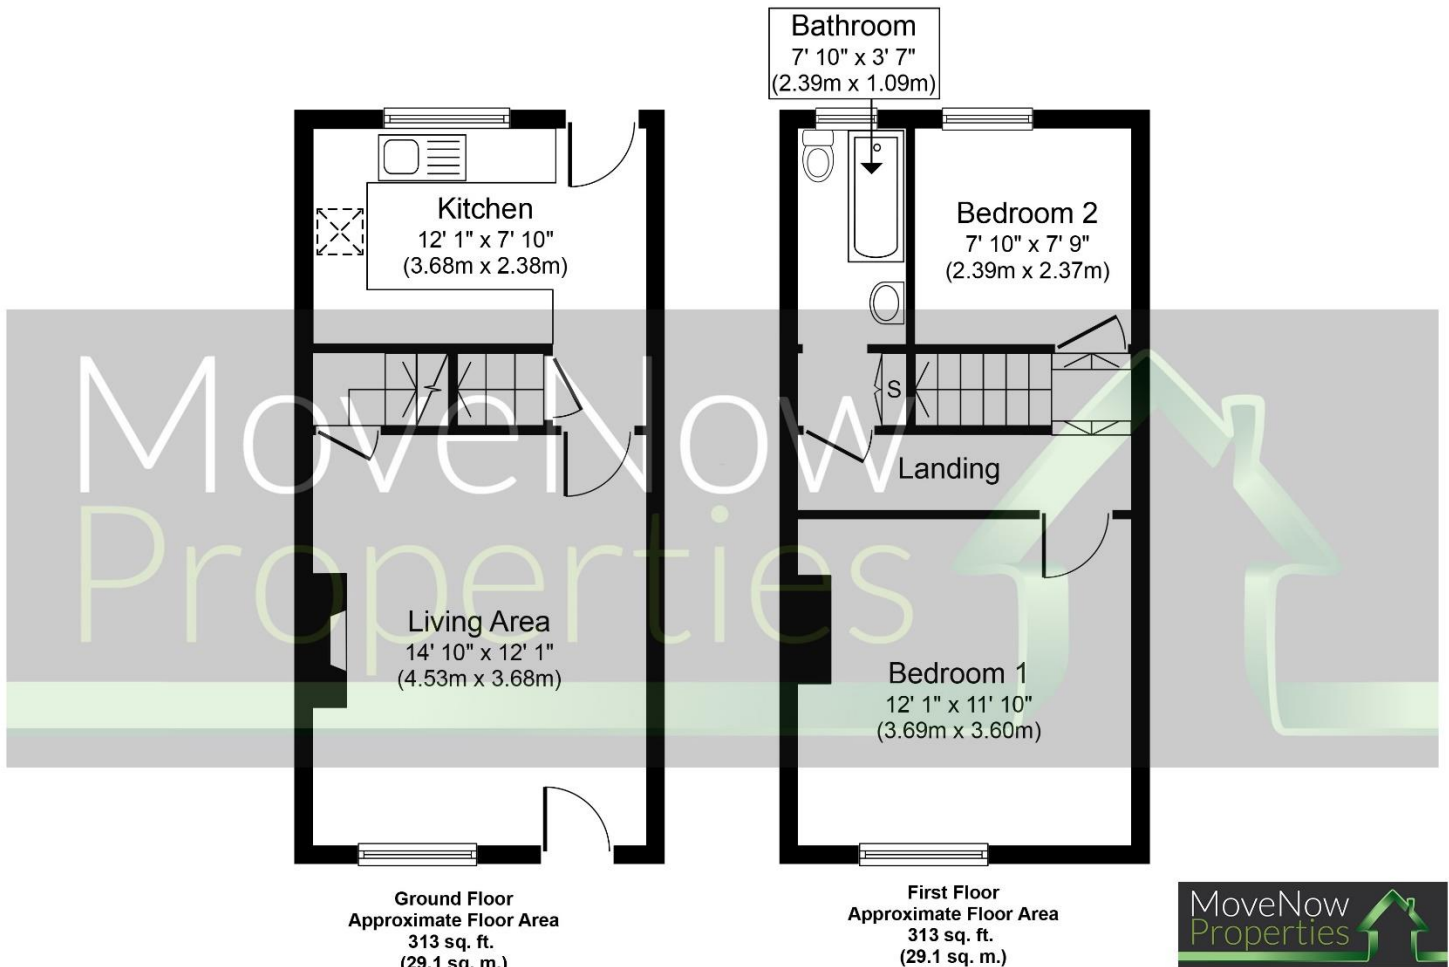 Bathroom
7' 10" x 3' 7"
(2.39m x 1.09m)
Kitchen
12' 1" x 7' 10"
(3.68m x 2.38m)
Bedroom 2
7' 10" x 7' 9"
(2.39m x 2.37m)
S
Landing
MoveNow
Properties
Living Area
14' 10" x 12' 1"
(4.53m x 3.68m)
Bedroom 1
12' 1" x 11' 10"
(3.69m x 3.60m)
Ground Floor
Approximate Floor Area
313 sq. ft.
(29.1 sq. m.)
First Floor
Approximate Floor Area
313 sq. ft.
(29.1 sq. m.)
MoveNow
Properties